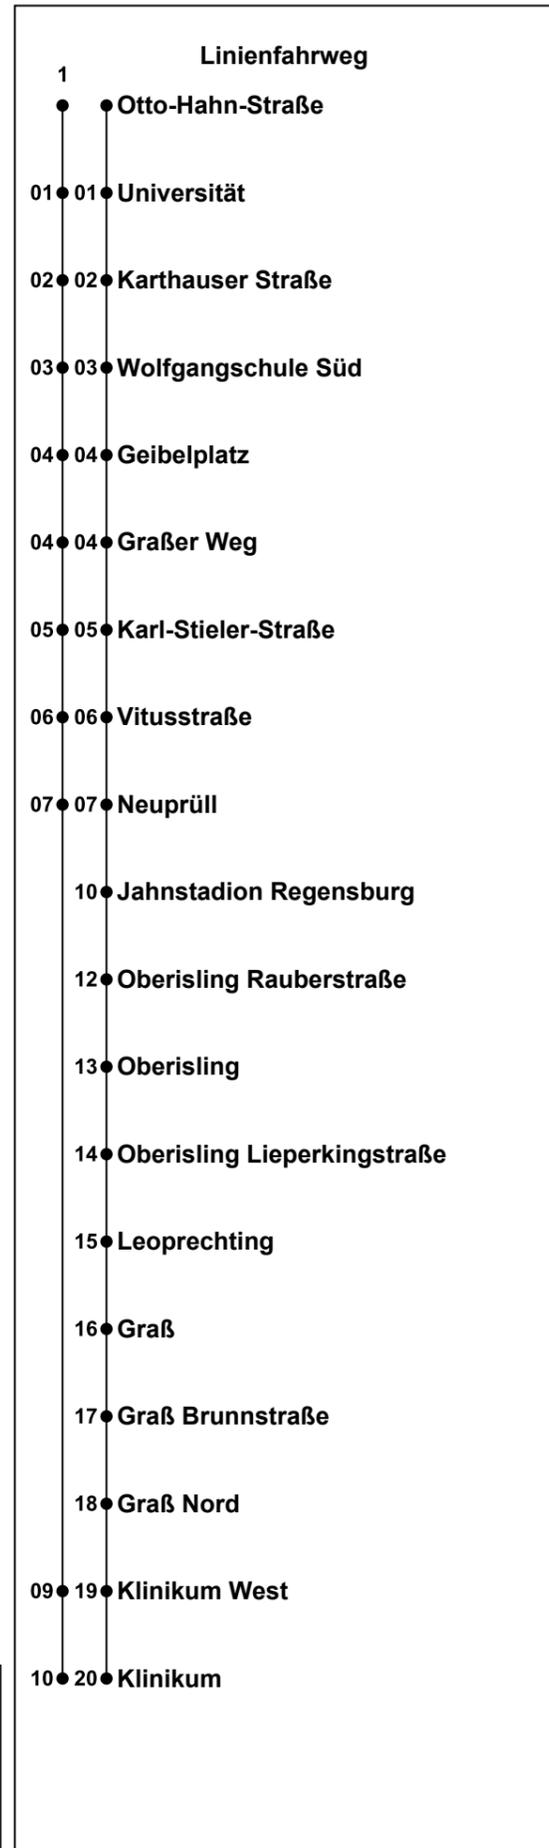 Linienfahrweg
1
Otto-Hahn-Straße
01 01 Universität
02 02 Karthauser Straße
03 03 Wolfgangschule Süd
04 04 Geibelplatz
04 04 Graßer Weg
05 05 Karl-Stieler-Straße
06 06 Vitusstraße
07 07 Neuprüll
10 Jahnstadion Regensburg
12 Oberisling Rauberstraße
13 Oberisling
14 Oberisling Lieperkingstraße
15 Leoprechting
16 Graß
17 Graß Brunnstraße
18 Graß Nord
09 19 Klinikum West
10 20 Klinikum